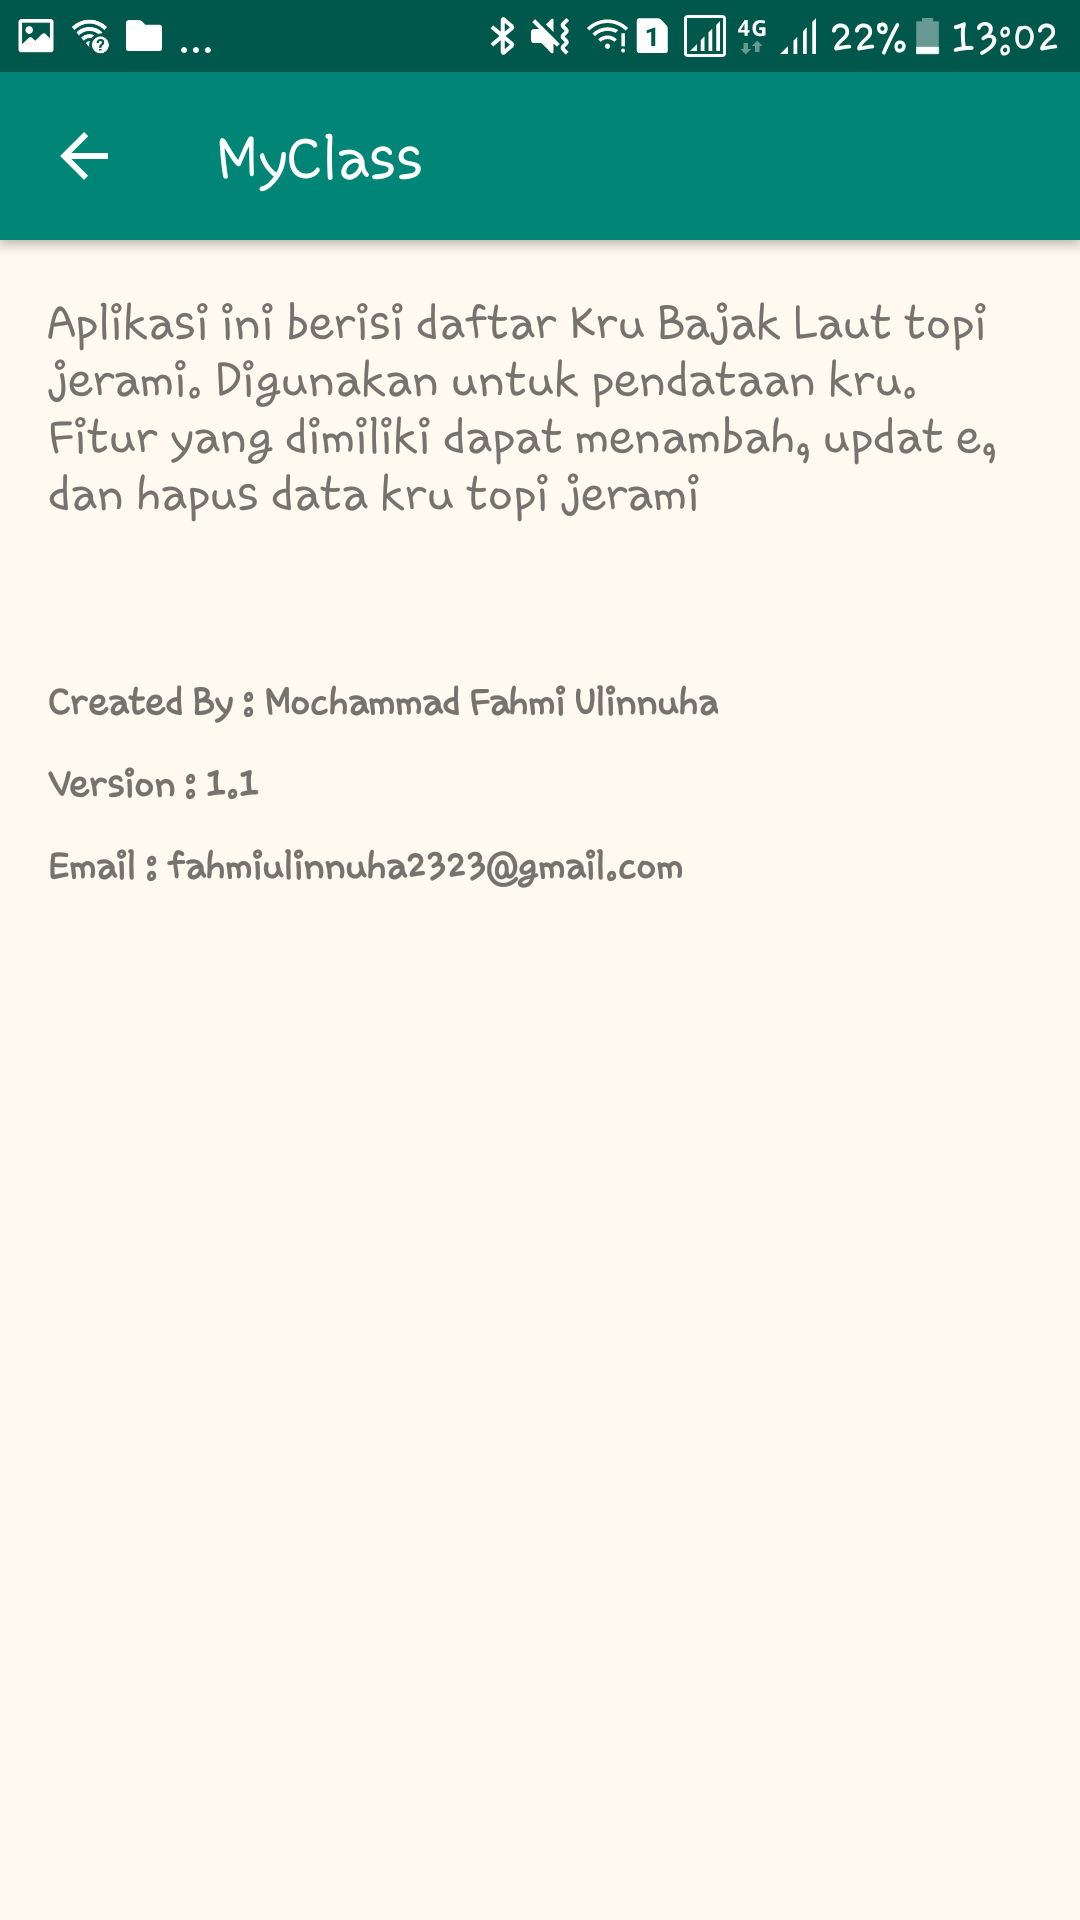 ... 1 4G 22% 13:02
MyClass
Aplikasi ini berisi daftar Kru Bajak Laut topi
jerami. Digunakan untuk pendataan kru.
Fitur yang dimiliki dapat menambah, updat e,
dan hapus data kru topi jerami
Created By : Mochammad Fahmi Ulinnuha
Version : 1.1
Email : fahmiulinnuha2323@gmail.com